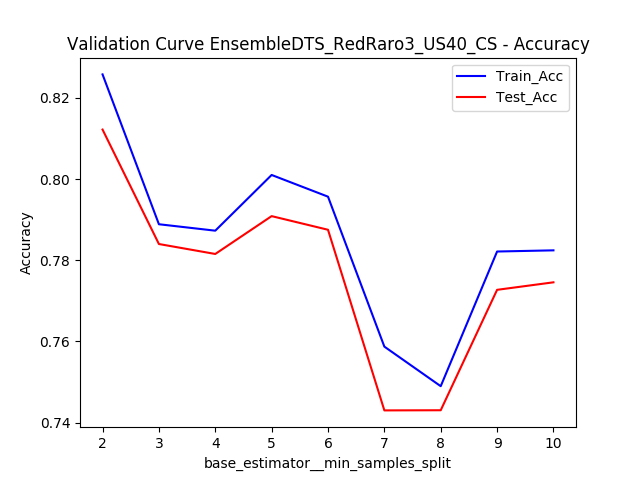 Validation Curve EnsembleDTS_RedRaro3_US40_CS - Accuracy
Train_Acc
Test_Acc
Accuracy
0.82
0.80
0.78
0.76
0.74
2 3 4 5 6 7 8 9 10
base_estimator__min_samples_split